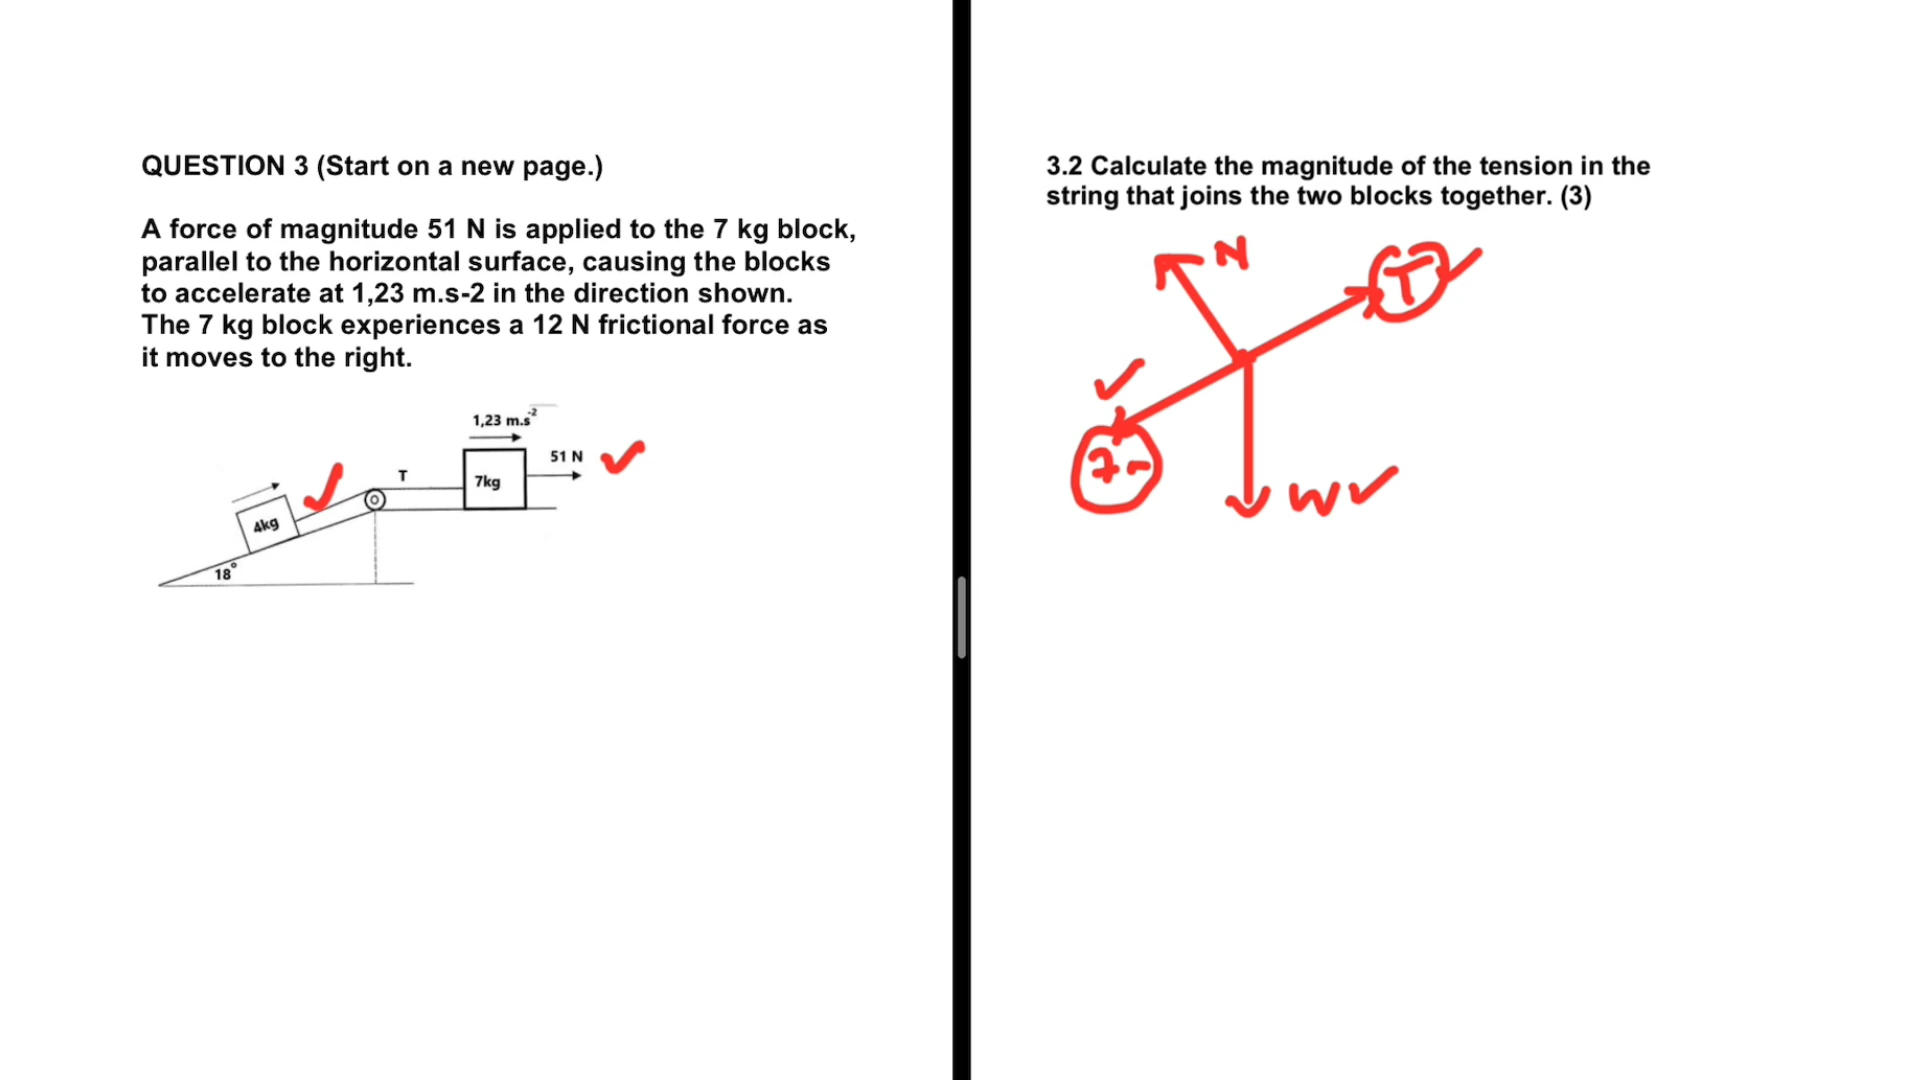 QUESTION 3 (Start on a new page.)
A force of magnitude 51 N is applied to the 7 kg block,
parallel to the horizontal surface, causing the blocks
to accelerate at 1,23 m.s-2 in the direction shown.
The 7 kg block experiences a 12 N frictional force as
it moves to the right.
1,23 m.s-2
51 N
T
7kg
4kg
18°
3.2 Calculate the magnitude of the tension in the
string that joins the two blocks together. (3)
N
T
W